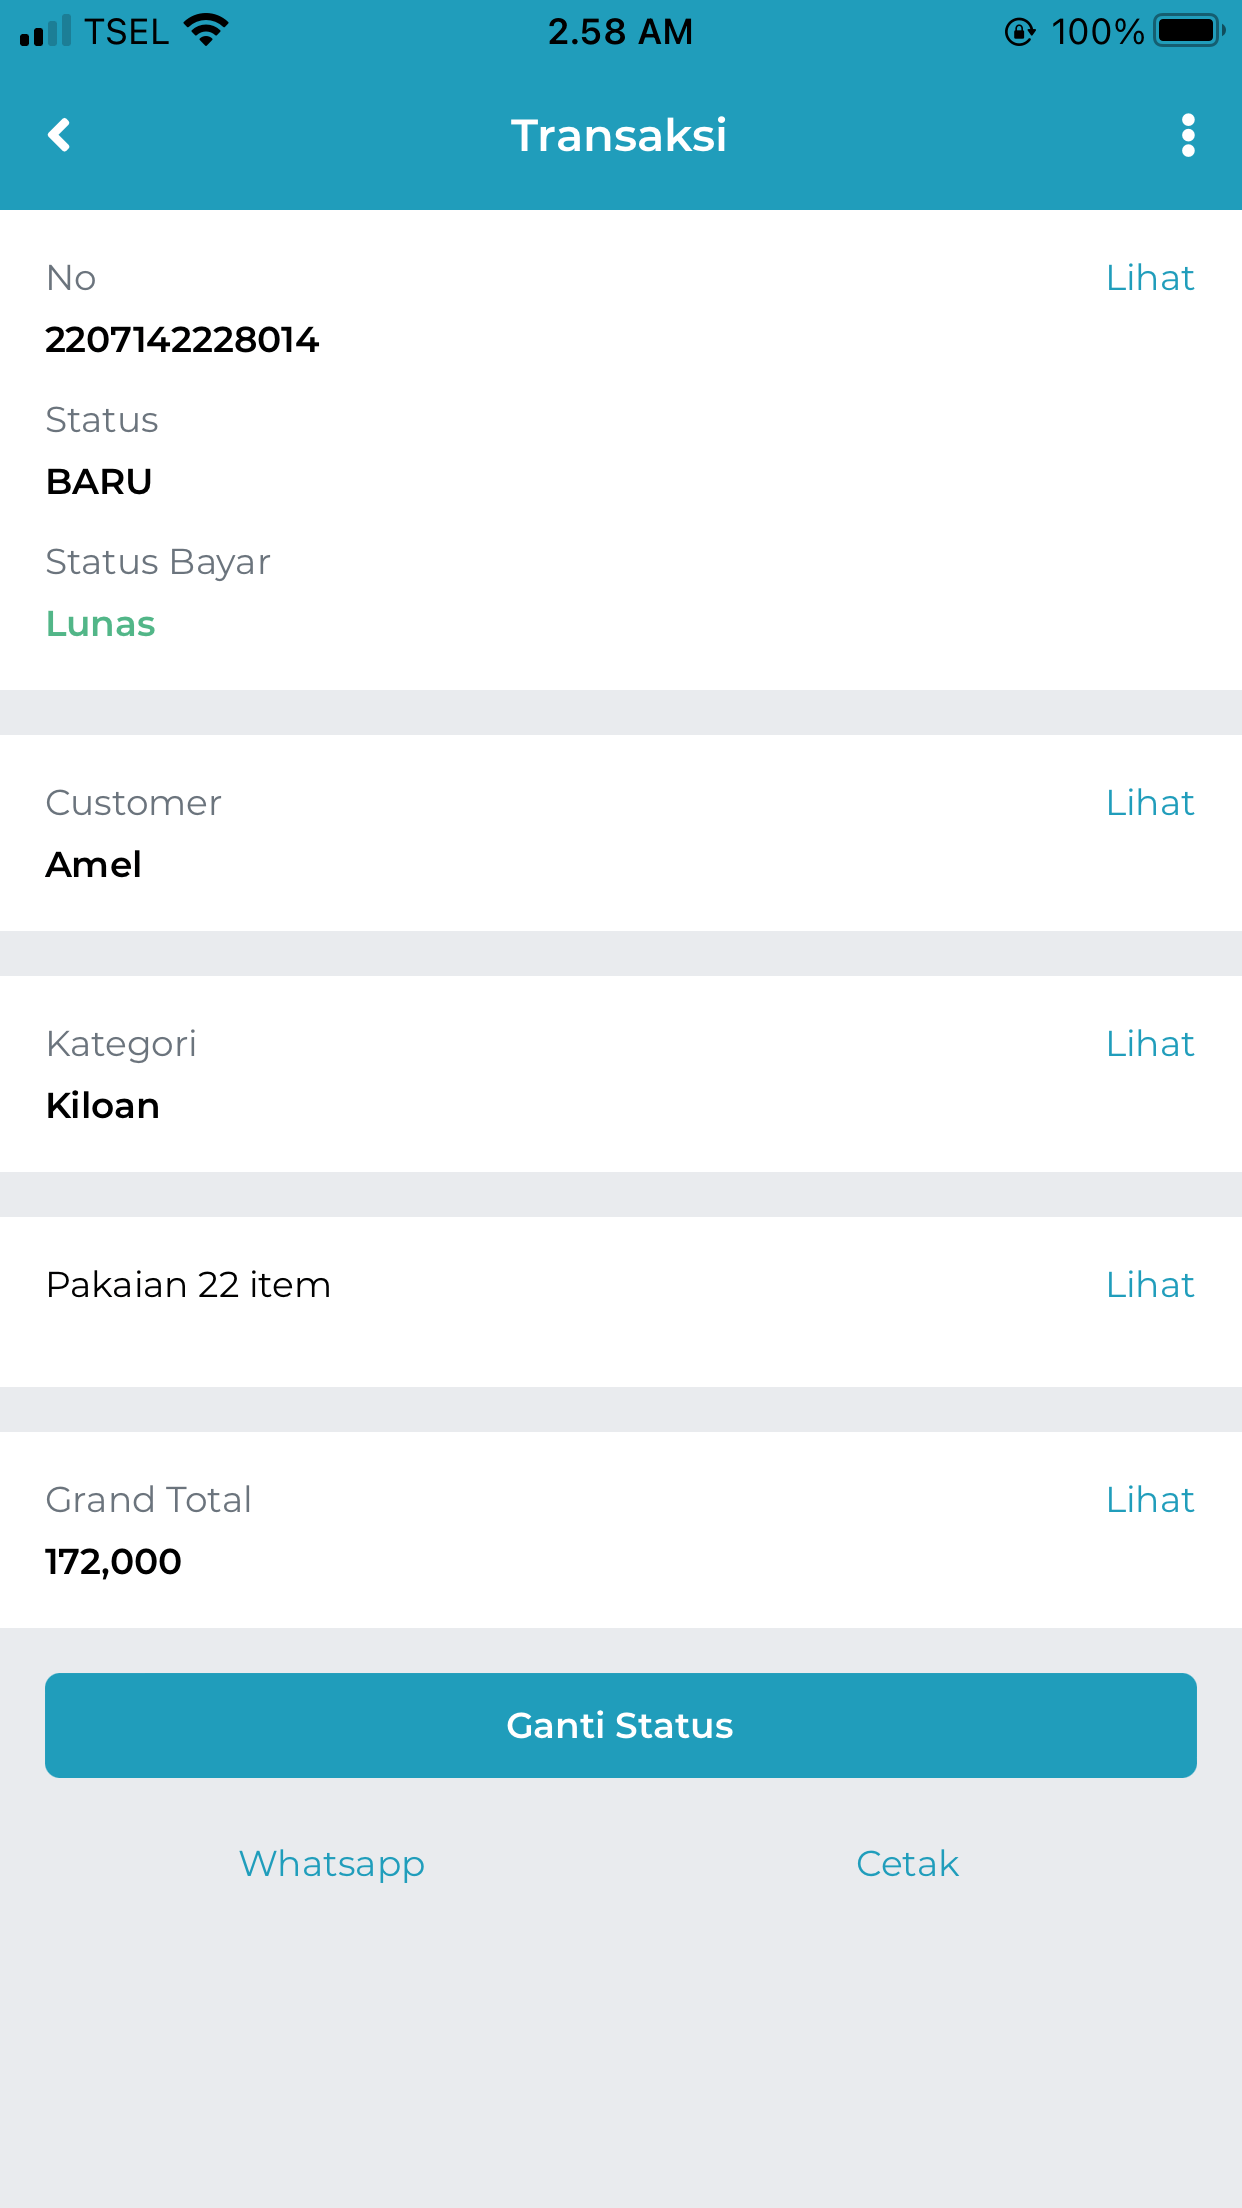 TSEL 2.58 AM 100%
Transaksi
No Lihat
2207142228014
Status
BARU
Status Bayar
Lunas
Customer Lihat
Amel
Kategori Lihat
Kiloan
Pakaian 22 item Lihat
Grand Total Lihat
172,000
Ganti Status
Whatsapp Cetak